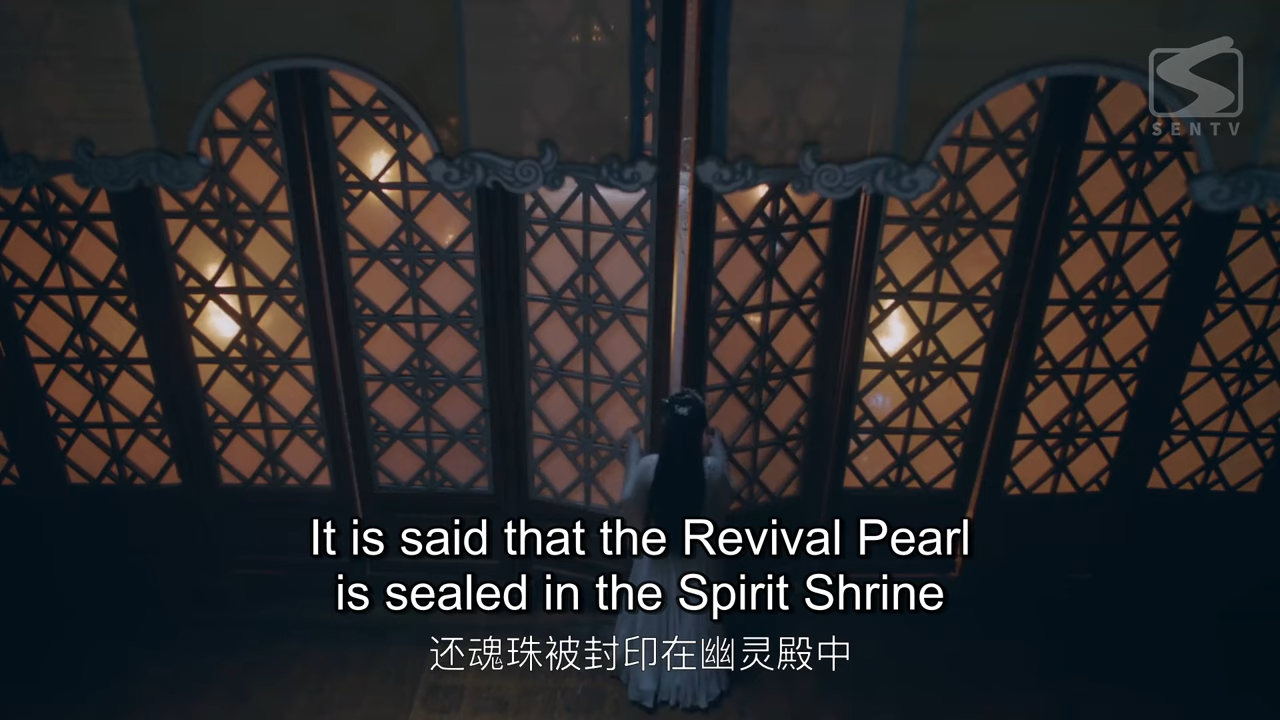 SENTV
It is said that the Revival Pearl
is sealed in the Spirit Shrine
还魂珠被封印在幽灵殿中